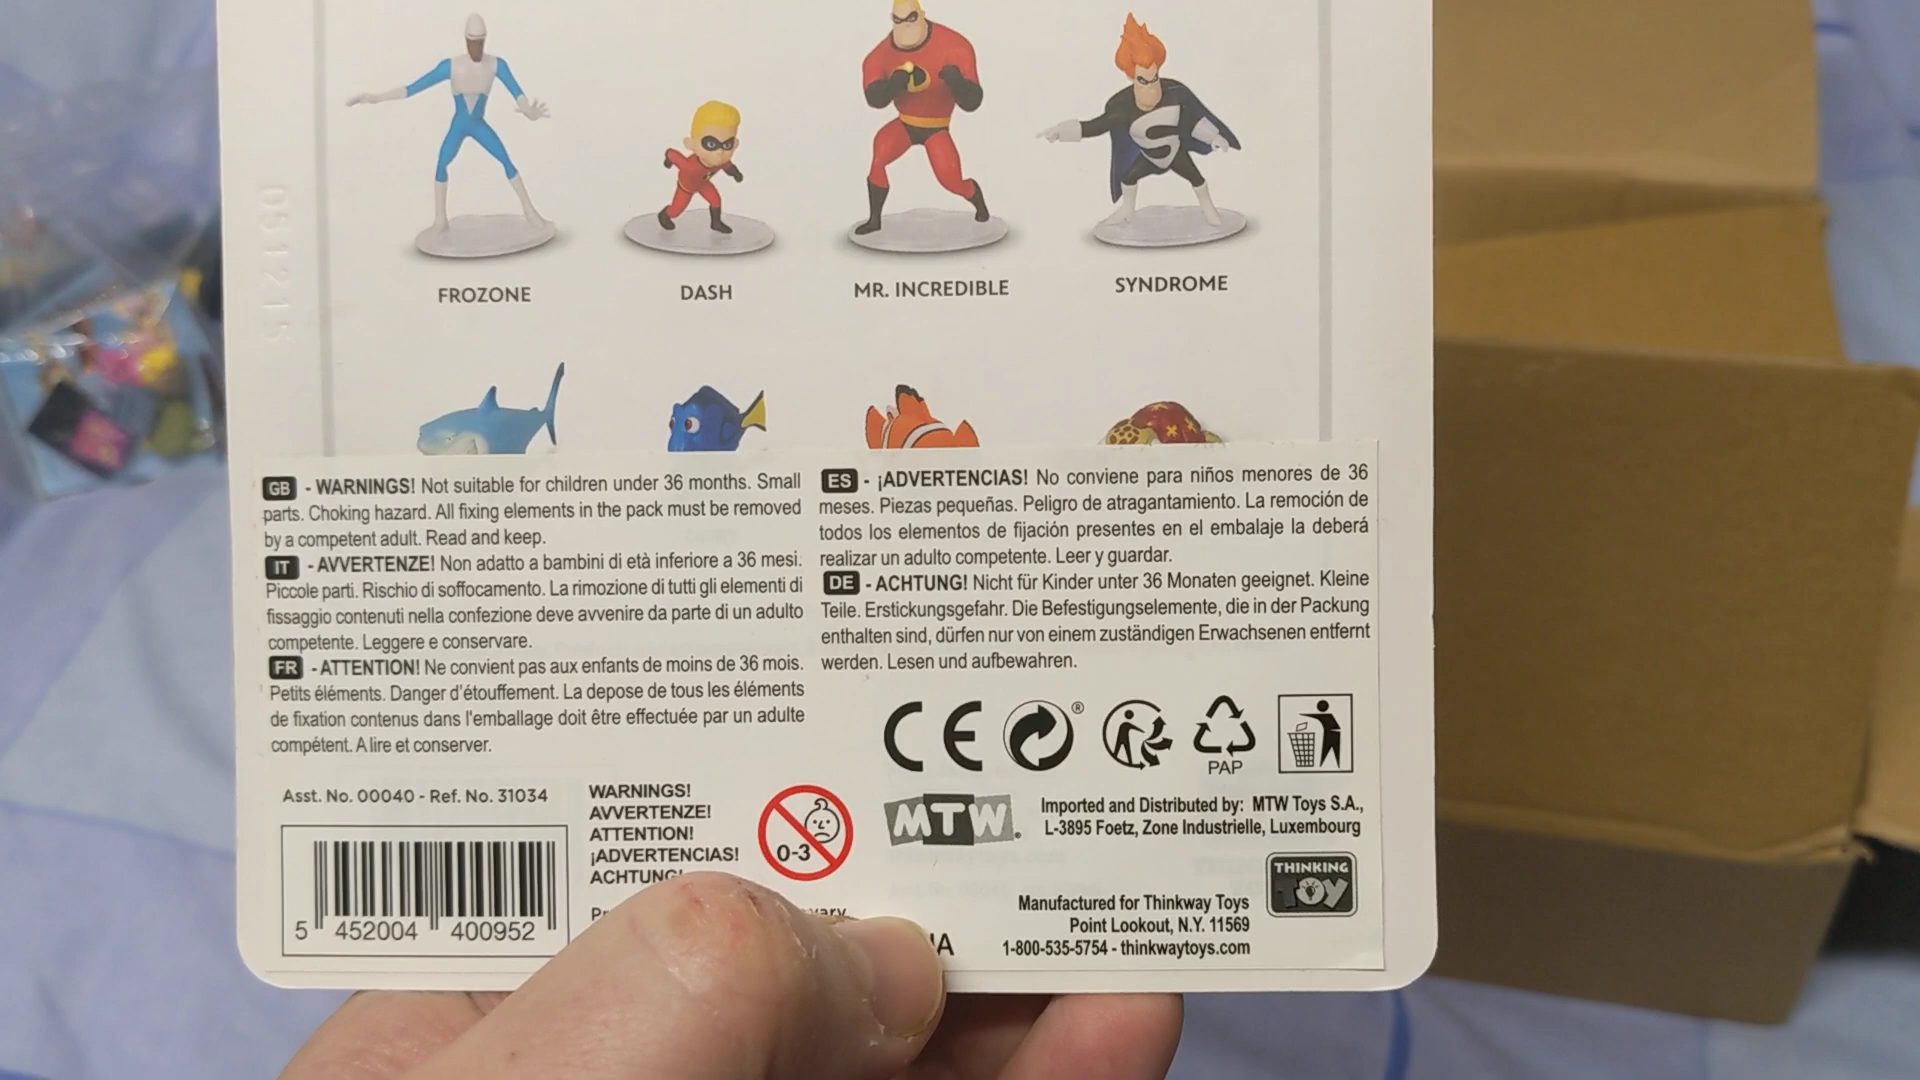 051215
FROZONE
DASH
MR. INCREDIBLE
SYNDROME
GB - WARNINGS! Not suitable for children under 36 months. Small
parts. Choking hazard. All fixing elements in the pack must be removed
by a competent adult. Read and keep.
IT - AVVERTENZE! Non adatto a bambini di età inferiore a 36 mesi.
Piccole parti. Rischio di soffocamento. La rimozione di tutti gli elementi di
fissaggio contenuti nella confezione deve avvenire da parte di un adulto
competente. Leggere e conservare.
FR - ATTENTION! Ne convient pas aux enfants de moins de 36 mois.
Petits éléments. Danger d'étouffement. La depose de tous les éléments
de fixation contenus dans l'emballage doit être effectuée par un adulte
compétent. A lire et conserver.
ES - ¡ADVERTENCIAS! No conviene para niños menores de 36
meses. Piezas pequeñas. Peligro de atragantamiento. La remoción de
todos los elementos de fijación presentes en el embalaje la deberá
realizar un adulto competente. Leer y guardar.
DE - ACHTUNG! Nicht für Kinder unter 36 Monaten geeignet. Kleine
Teile. Erstickungsgefahr. Die Befestigungselemente, die in der Packung
enthalten sind, dürfen nur von einem zuständigen Erwachsenen entfernt
werden. Lesen und aufbewahren.
CE
®
PAP
Asst. No. 00040 - Ref. No. 31034
5 452004 400952
WARNINGS!
AVVERTENZE!
ATTENTION!
¡ADVERTENCIAS!
ACHTUNG!
0-3
MTW
Imported and Distributed by: MTW Toys S.A.,
L-3895 Foetz, Zone Industrielle, Luxembourg
THINKING
TOY
Manufactured for Thinkway Toys
Point Lookout, N.Y. 11569
1-800-535-5754 - thinkwaytoys.com